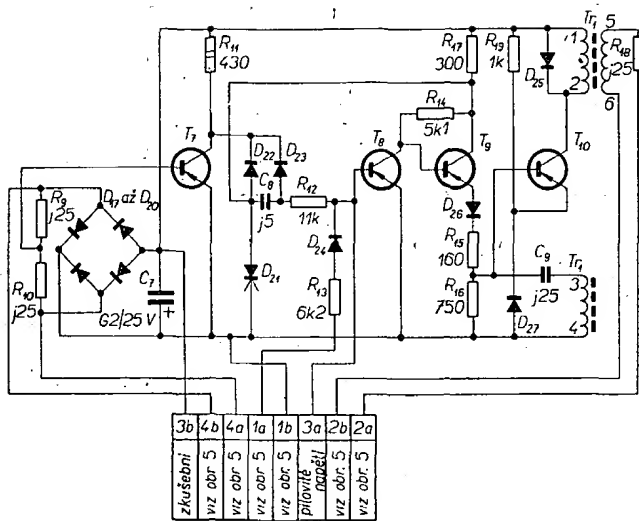 Tr₁
1
5
R₁₈
j25
2
6
D₂₅
R₁₁
430
R₁₇
300
R₁₉
1k
R₁₄
5k1
T₇
D₂₂
D₂₃
C₈
j5
R₁₂
11k
T₈
T₉
T₁₀
R₉
j25
D₁₇ až D₂₀
R₁₀
j25
C₇
+
G2/25 V
D₂₁
D₂₄
R₁₃
6k2
D₂₆
R₁₅
160
R₁₆
750
C₉
j25
D₂₇
Tr₁
3
4
3b
4b
4a
1a
1b
3a
2b
2a
zkušební
viz obr. 5
viz obr. 5
viz obr. 5
viz obr. 5
pilovité
napětí
viz obr. 5
viz obr. 5